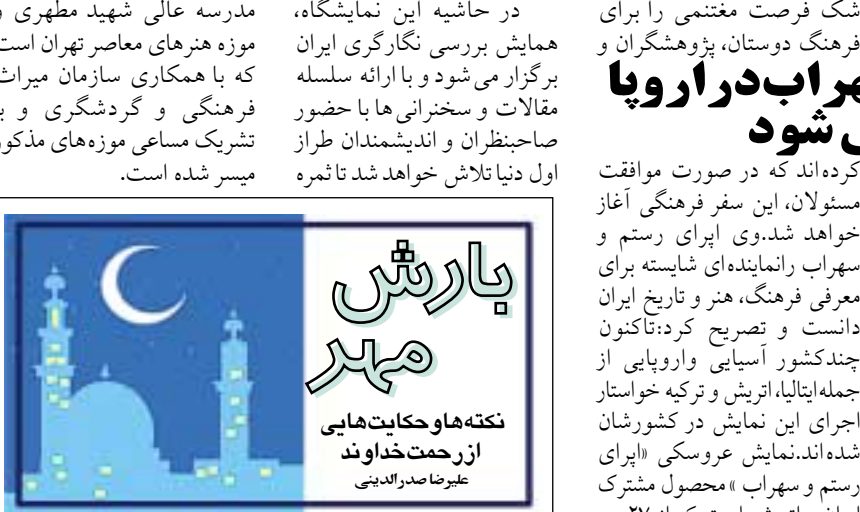 شک فرصت مغتنمی را برای
فرهنگ دوستان، پژوهشگران و
هراب در اروپا
شود
کرده‌اند که در صورت موافقت
مسئولان، این سفر فرهنگی آغاز
خواهد شد.وی اپرای رستم و
سهراب رانماینده‌ای شایسته برای
معرفی فرهنگ، هنر و تاریخ ایران
دانست و تصریح کرد:تاکنون
چندکشور آسیایی واروپایی از
جمله‌ایتالیا، اتریش و ترکیه خواستار
اجرای این نمایش در کشورشان
شده‌اند.نمایش عروسکی «اپرای
رستم و سهراب» محصول مشترک
در حاشیه این نمایشگاه،
همایش بررسی نگارگری ایران
برگزار می‌شود و با ارائه سلسله
مقالات و سخنرانی‌ها با حضور
صاحبنظران و اندیشمندان طراز
اول دنیا تلاش خواهد شد تا ثمره
مدرسه عالی شهید مطهری و
موزه هنرهای معاصر تهران است
که با همکاری سازمان میراث
فرهنگی و گردشگری و ب
تشریک مساعی موزه‌های مذکور
میسر شده است.
بارش
مهر
نکته‌ها و حکایت‌هایی
از رحمت خداوند
علیرضا صدرالدینی